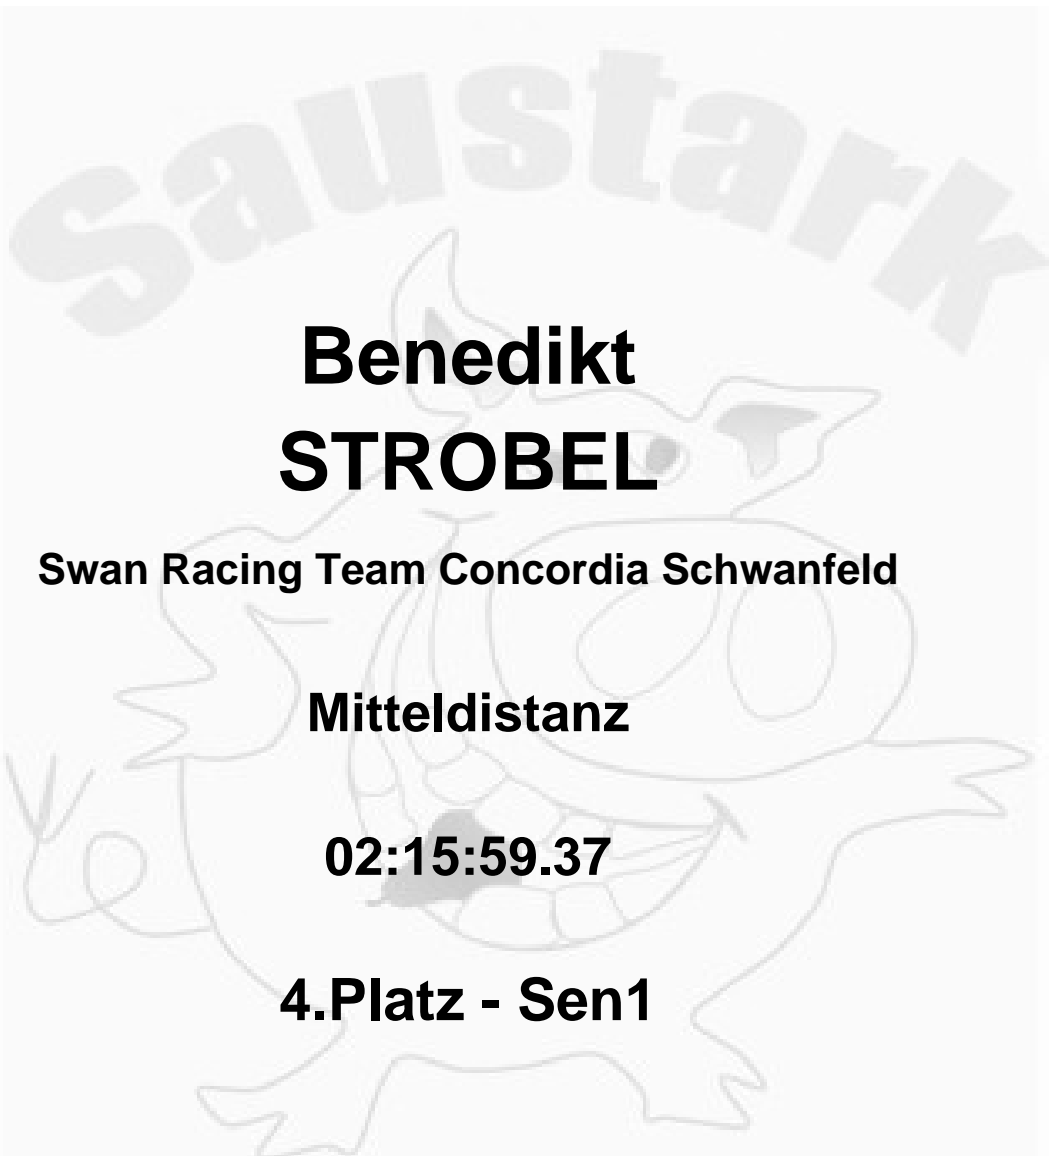 Saustark
Benedikt
STROBEL
Swan Racing Team Concordia Schwanfeld
Mitteldistanz
02:15:59.37
4.Platz - Sen1